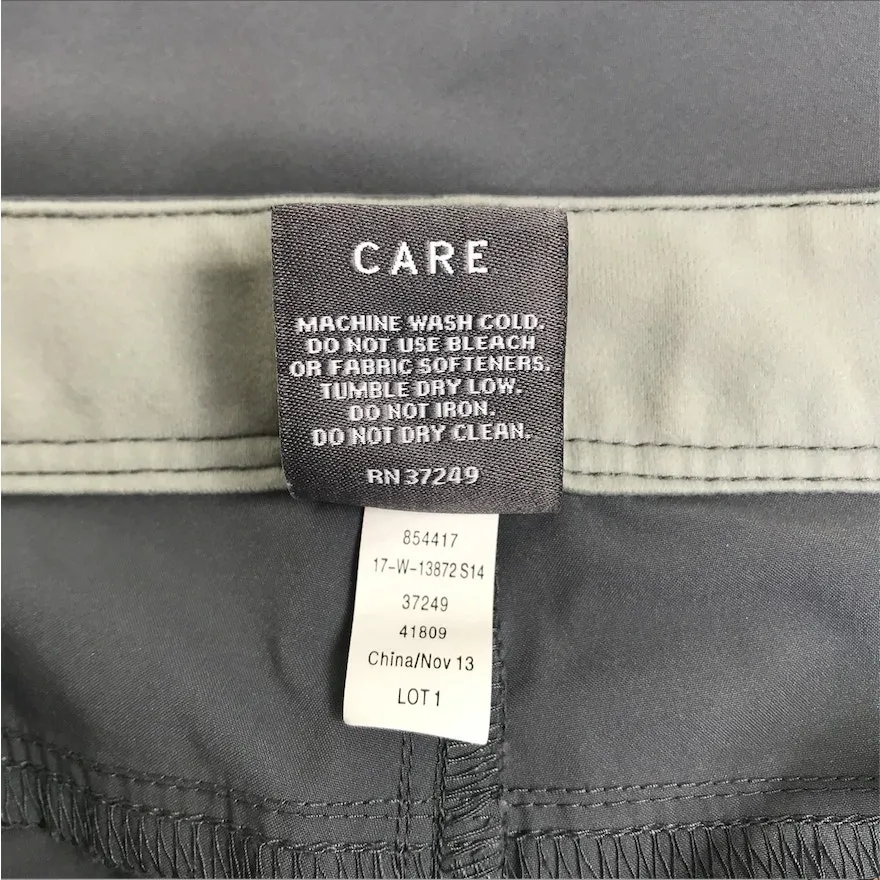 CARE
MACHINE WASH COLD.
DO NOT USE BLEACH
OR FABRIC SOFTENERS.
TUMBLE DRY LOW.
DO NOT IRON.
DO NOT DRY CLEAN.
RN 37249
854417
17-W-13872 S14
37249
41809
China/Nov 13
LOT 1